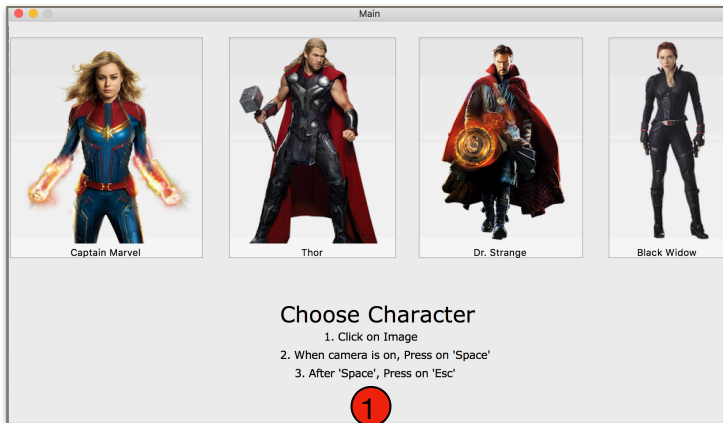 Main
Captain Marvel
Thor
Dr. Strange
Black Widow
Choose Character
1. Click on Image
2. When camera is on, Press on 'Space'
3. After 'Space', Press on 'Esc'
1